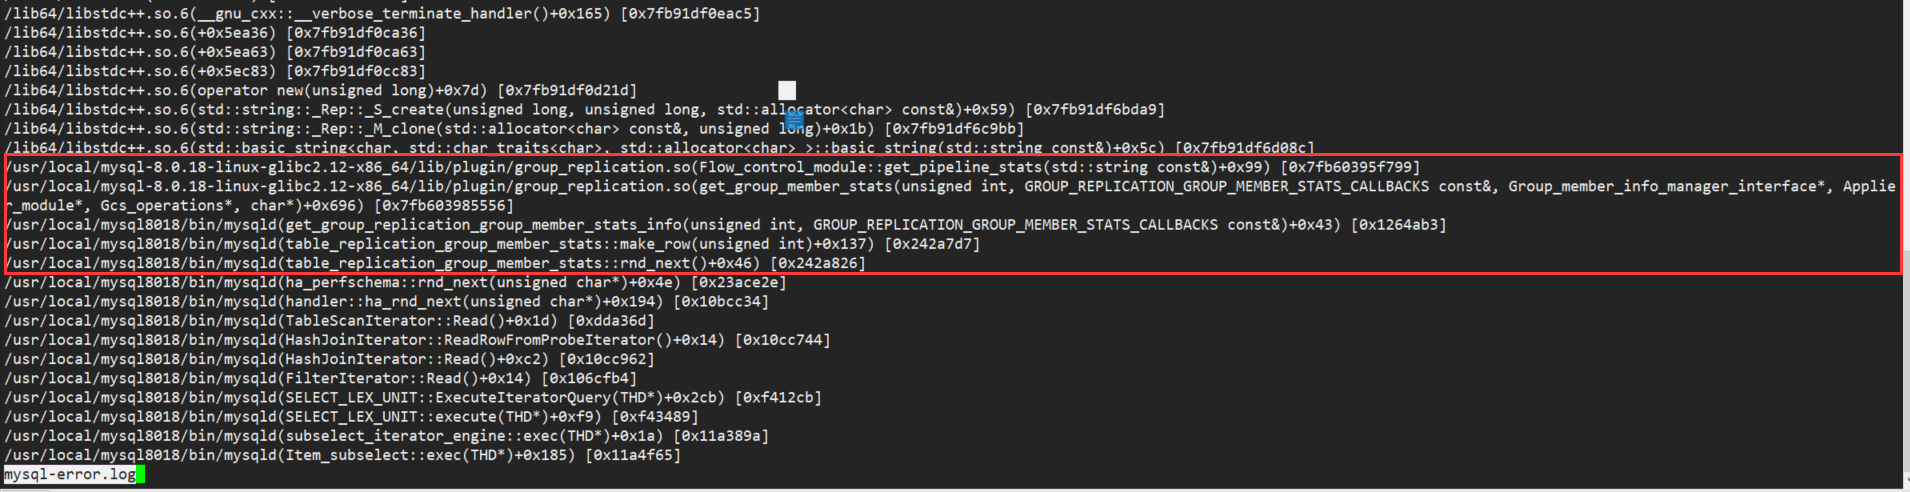 /lib64/libstdc++.so.6(__gnu_cxx::__verbose_terminate_handler()+0x165) [0x7fb91df0eac5]
/lib64/libstdc++.so.6(+0x5ea36) [0x7fb91df0ca36]
/lib64/libstdc++.so.6(+0x5ea63) [0x7fb91df0ca63]
/lib64/libstdc++.so.6(+0x5ec83) [0x7fb91df0cc83]
/lib64/libstdc++.so.6(operator new(unsigned long)+0x7d) [0x7fb91df0d21d]
/lib64/libstdc++.so.6(std::string::_Rep::_S_create(unsigned long, unsigned long, std::allocator<char> const&)+0x59) [0x7fb91df6bda9]
/lib64/libstdc++.so.6(std::string::_Rep::_M_clone(std::allocator<char> const&, unsigned long)+0x1b) [0x7fb91df6c9bb]
/lib64/libstdc++.so.6(std::basic_string<char, std::char_traits<char>, std::allocator<char> >::basic_string(std::string const&)+0x5c) [0x7fb91df6d08c]
/usr/local/mysql-8.0.18-linux-glibc2.12-x86_64/lib/plugin/group_replication.so(Flow_control_module::get_pipeline_stats(std::string const&)+0x99) [0x7fb60395f799]
/usr/local/mysql-8.0.18-linux-glibc2.12-x86_64/lib/plugin/group_replication.so(get_group_member_stats(unsigned int, GROUP_REPLICATION_GROUP_MEMBER_STATS_CALLBACKS const&, Group_member_info_manager_interface*, Applie
r_module*, Gcs_operations*, char*)+0x696) [0x7fb603985556]
/usr/local/mysql8018/bin/mysqld(get_group_replication_group_member_stats_info(unsigned int, GROUP_REPLICATION_GROUP_MEMBER_STATS_CALLBACKS const&)+0x43) [0x1264ab3]
/usr/local/mysql8018/bin/mysqld(table_replication_group_member_stats::make_row(unsigned int)+0x137) [0x242a7d7]
/usr/local/mysql8018/bin/mysqld(table_replication_group_member_stats::rnd_next()+0x46) [0x242a826]
/usr/local/mysql8018/bin/mysqld(ha_perfschema::rnd_next(unsigned char*)+0x4e) [0x23ace2e]
/usr/local/mysql8018/bin/mysqld(handler::ha_rnd_next(unsigned char*)+0x194) [0x10bcc34]
/usr/local/mysql8018/bin/mysqld(TableScanIterator::Read()+0x1d) [0xdda36d]
/usr/local/mysql8018/bin/mysqld(HashJoinIterator::ReadRowFromProbeIterator()+0x14) [0x10cc744]
/usr/local/mysql8018/bin/mysqld(HashJoinIterator::Read()+0xc2) [0x10cc962]
/usr/local/mysql8018/bin/mysqld(FilterIterator::Read()+0x14) [0x106cfb4]
/usr/local/mysql8018/bin/mysqld(SELECT_LEX_UNIT::ExecuteIteratorQuery(THD*)+0x2cb) [0xf412cb]
/usr/local/mysql8018/bin/mysqld(SELECT_LEX_UNIT::execute(THD*)+0xf9) [0xf43489]
/usr/local/mysql8018/bin/mysqld(subselect_iterator_engine::exec(THD*)+0x1a) [0x11a389a]
/usr/local/mysql8018/bin/mysqld(Item_subselect::exec(THD*)+0x185) [0x11a4f65]
mysql-error.log